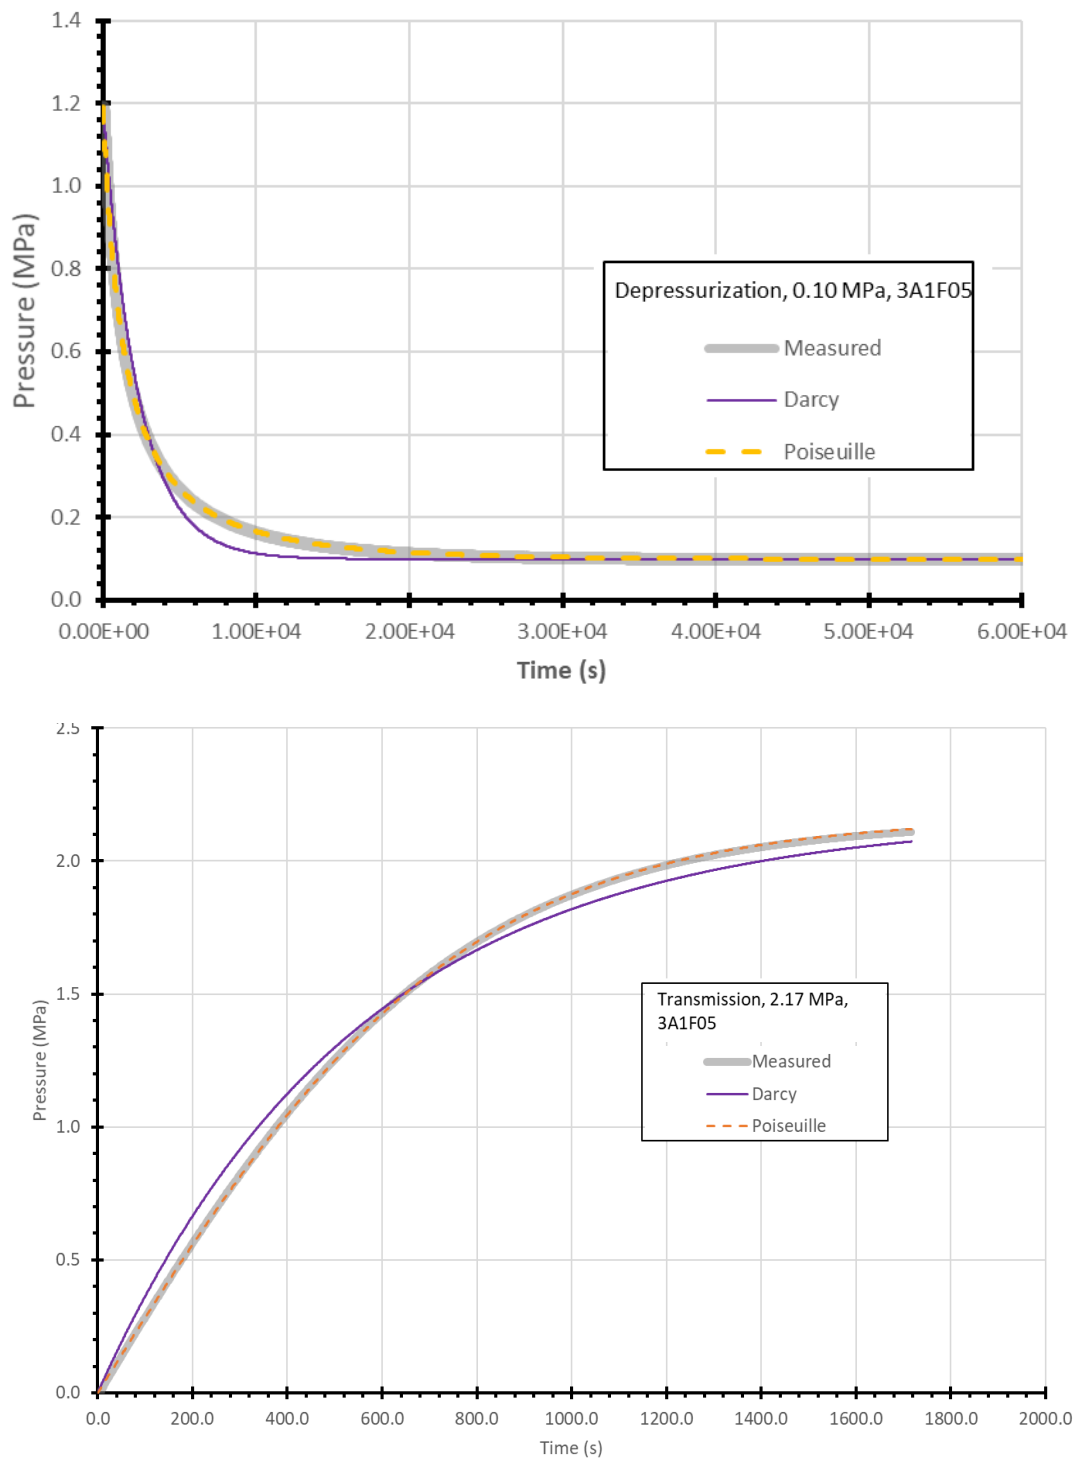 1.4
1.2
1.0
0.8
0.6
0.4
0.2
0.0
Pressure (MPa)
Depressurization, 0.10 MPa, 3A1F05
Measured
Darcy
Poiseuille
0.00E+00 1.00E+04 2.00E+04 3.00E+04 4.00E+04 5.00E+04 6.00E+04
Time (s)
2.5
2.0
1.5
1.0
0.5
0.0
Pressure (MPa)
Transmission, 2.17 MPa,
3A1F05
Measured
Darcy
Poiseuille
0.0 200.0 400.0 600.0 800.0 1000.0 1200.0 1400.0 1600.0 1800.0 2000.0
Time (s)